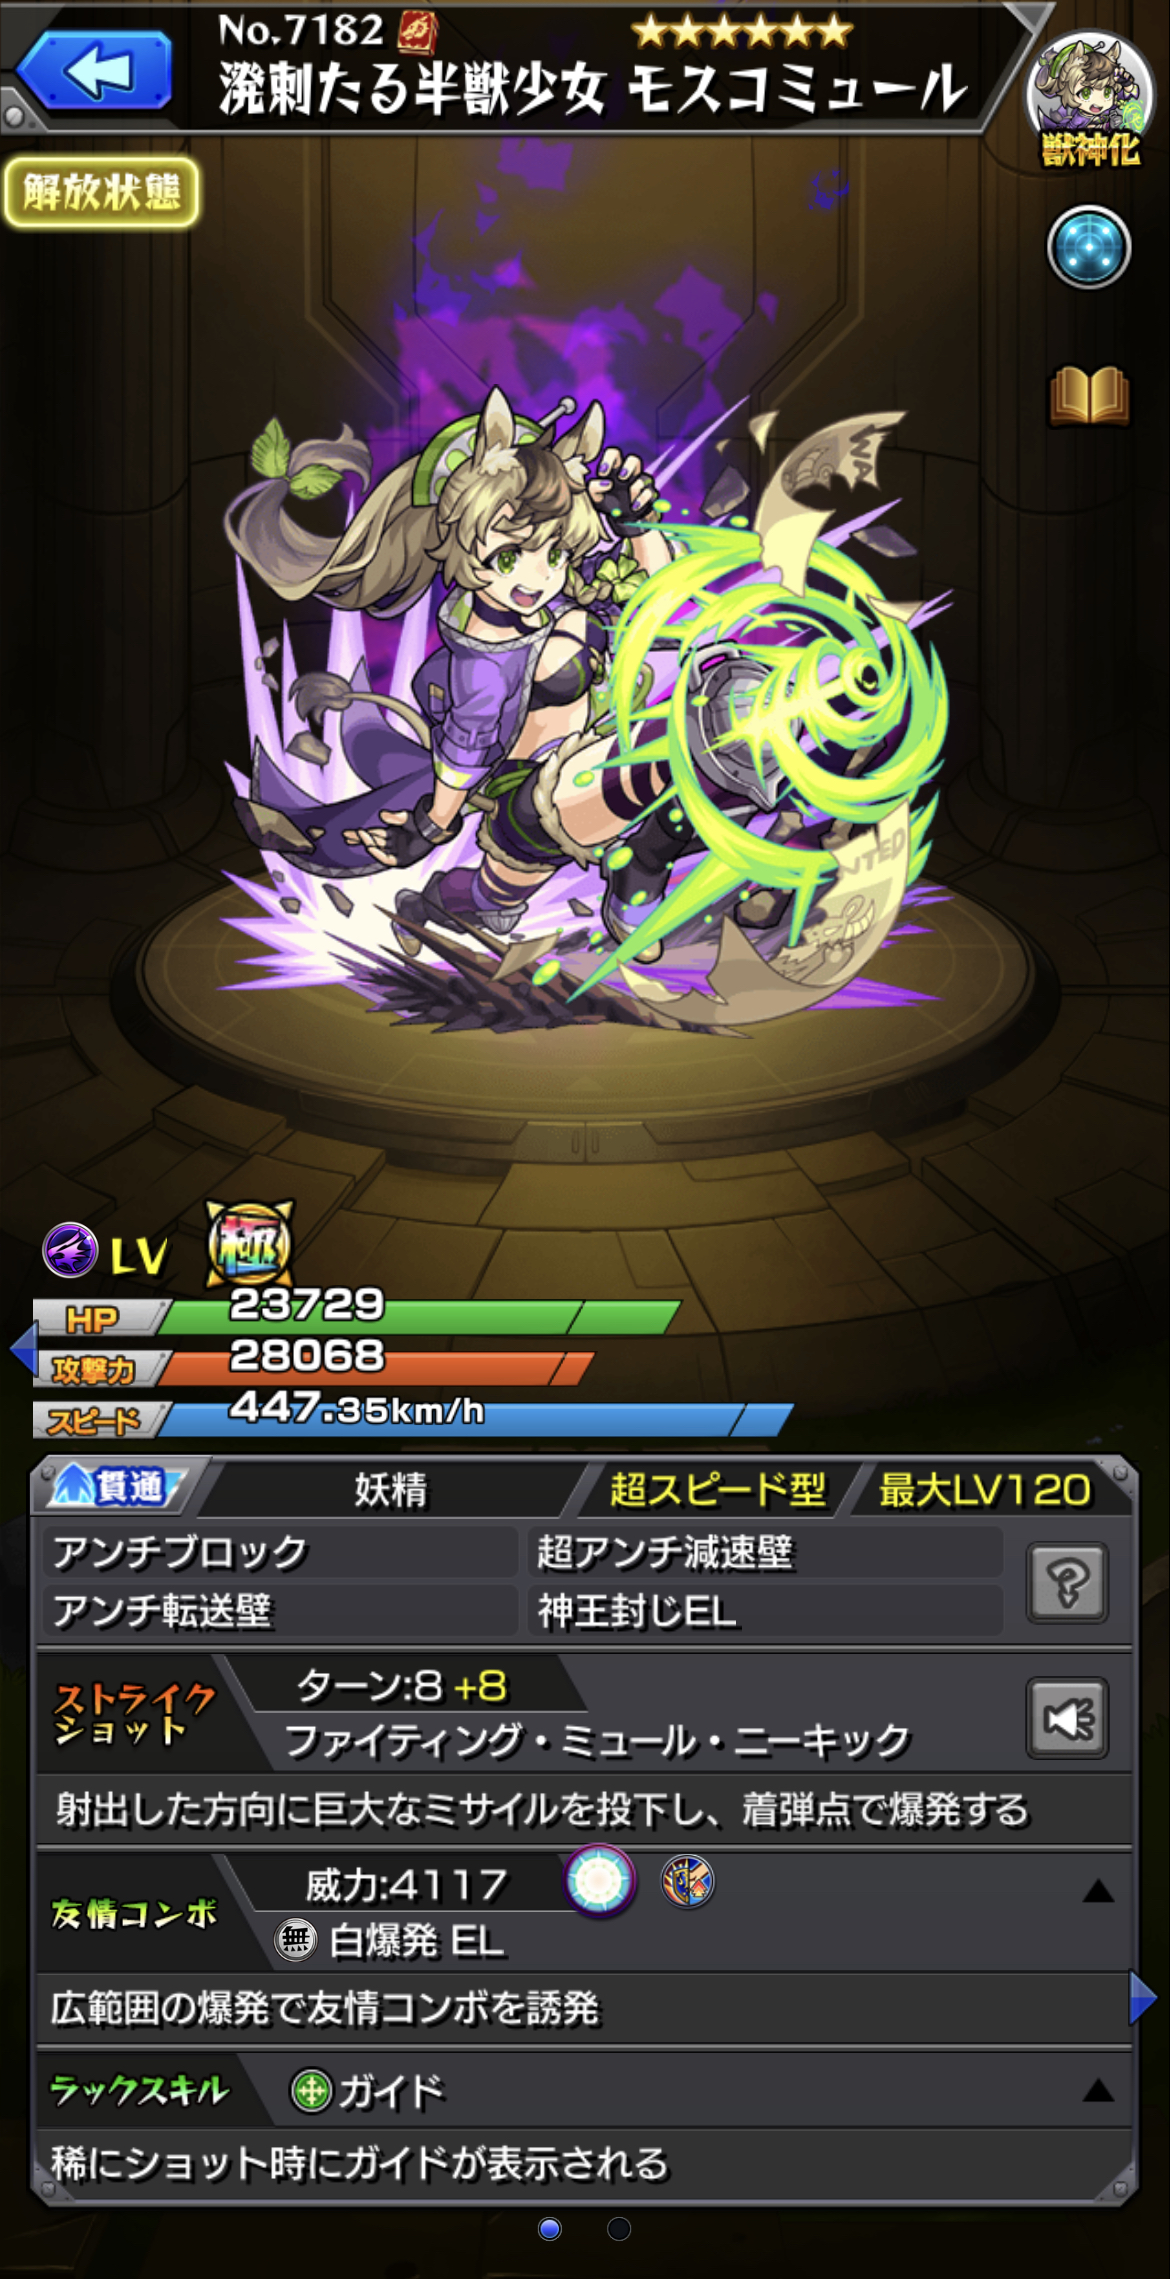 No.7182
溌剌たる半獣少女 モスコミュール
獣神化
解放状態
WA
NTED
LV 極
HP 23729
攻撃力 28068
スピード 447.35km/h
貫通 妖精 超スピード型 最大LV120
アンチブロック 超アンチ減速壁
アンチ転送壁 神王封じEL
ストライクショット ターン:8 +8
ファイティング・ミュール・ニーキック
射出した方向に巨大なミサイルを投下し、着弾点で爆発する
友情コンボ 威力:4117
無 白爆発 EL
広範囲の爆発で友情コンボを誘発
ラックスキル ガイド
稀にショット時にガイドが表示される